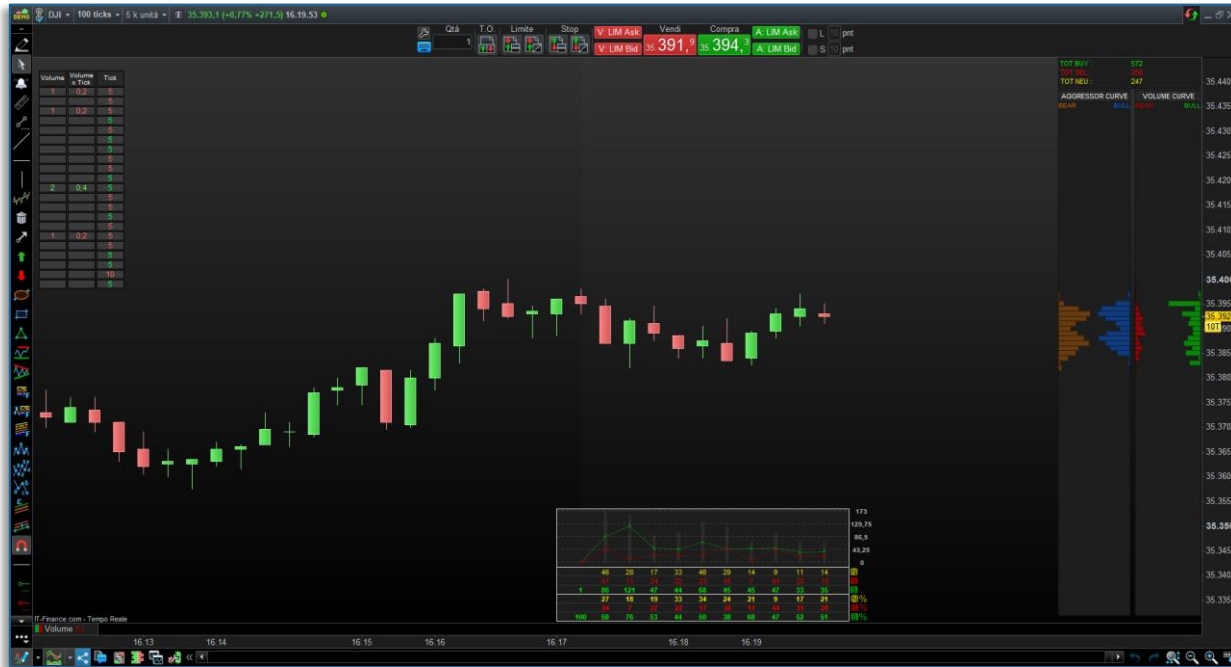 DEMO DJI 100 ticks 5 k unità 35.393,1 (+0,77% +271,5) 16.19.53
Qtà T.O. Limite Stop V: LIM Ask Vendi Compra A: LIM Ask L 10 pnt
1 V: LIM Bid 35 391,9 35 394,3 A: LIM Bid S 10 pnt
TOT BUY : 572
TOT SEL :
TOT NEU : 247
AGGRESSOR CURVE VOLUME CURVE
BEAR BULL BEAR BULL
Volume Volume x Tick Tick
1 0,2 5
5
1 0,2 5
5
5
5
5
5
5
5
2 0,4 5
5
5
5
5
1 0,2 5
5
5
5
10
5
35.440
35.435
35.430
35.425
35.420
35.415
35.410
35.405
35.400
35.395
35.392
10T
35.385
35.380
35.375
35.370
35.365
35.360
35.355
35.350
35.345
35.340
35.335
173
129,75
86,5
43,25
0
46 28 17 33 46 29 14 9 11 14
1 86 121 47 44 68 45 45 47 33 35
27 18 19 33 34 24 21 9 17 21 %
100 50 76 53 44 50 38 68 47 52 51 %
IT-Finance.com - Tempo Reale
Volume
16.13 16.14 16.15 16.16 16.17 16.18 16.19